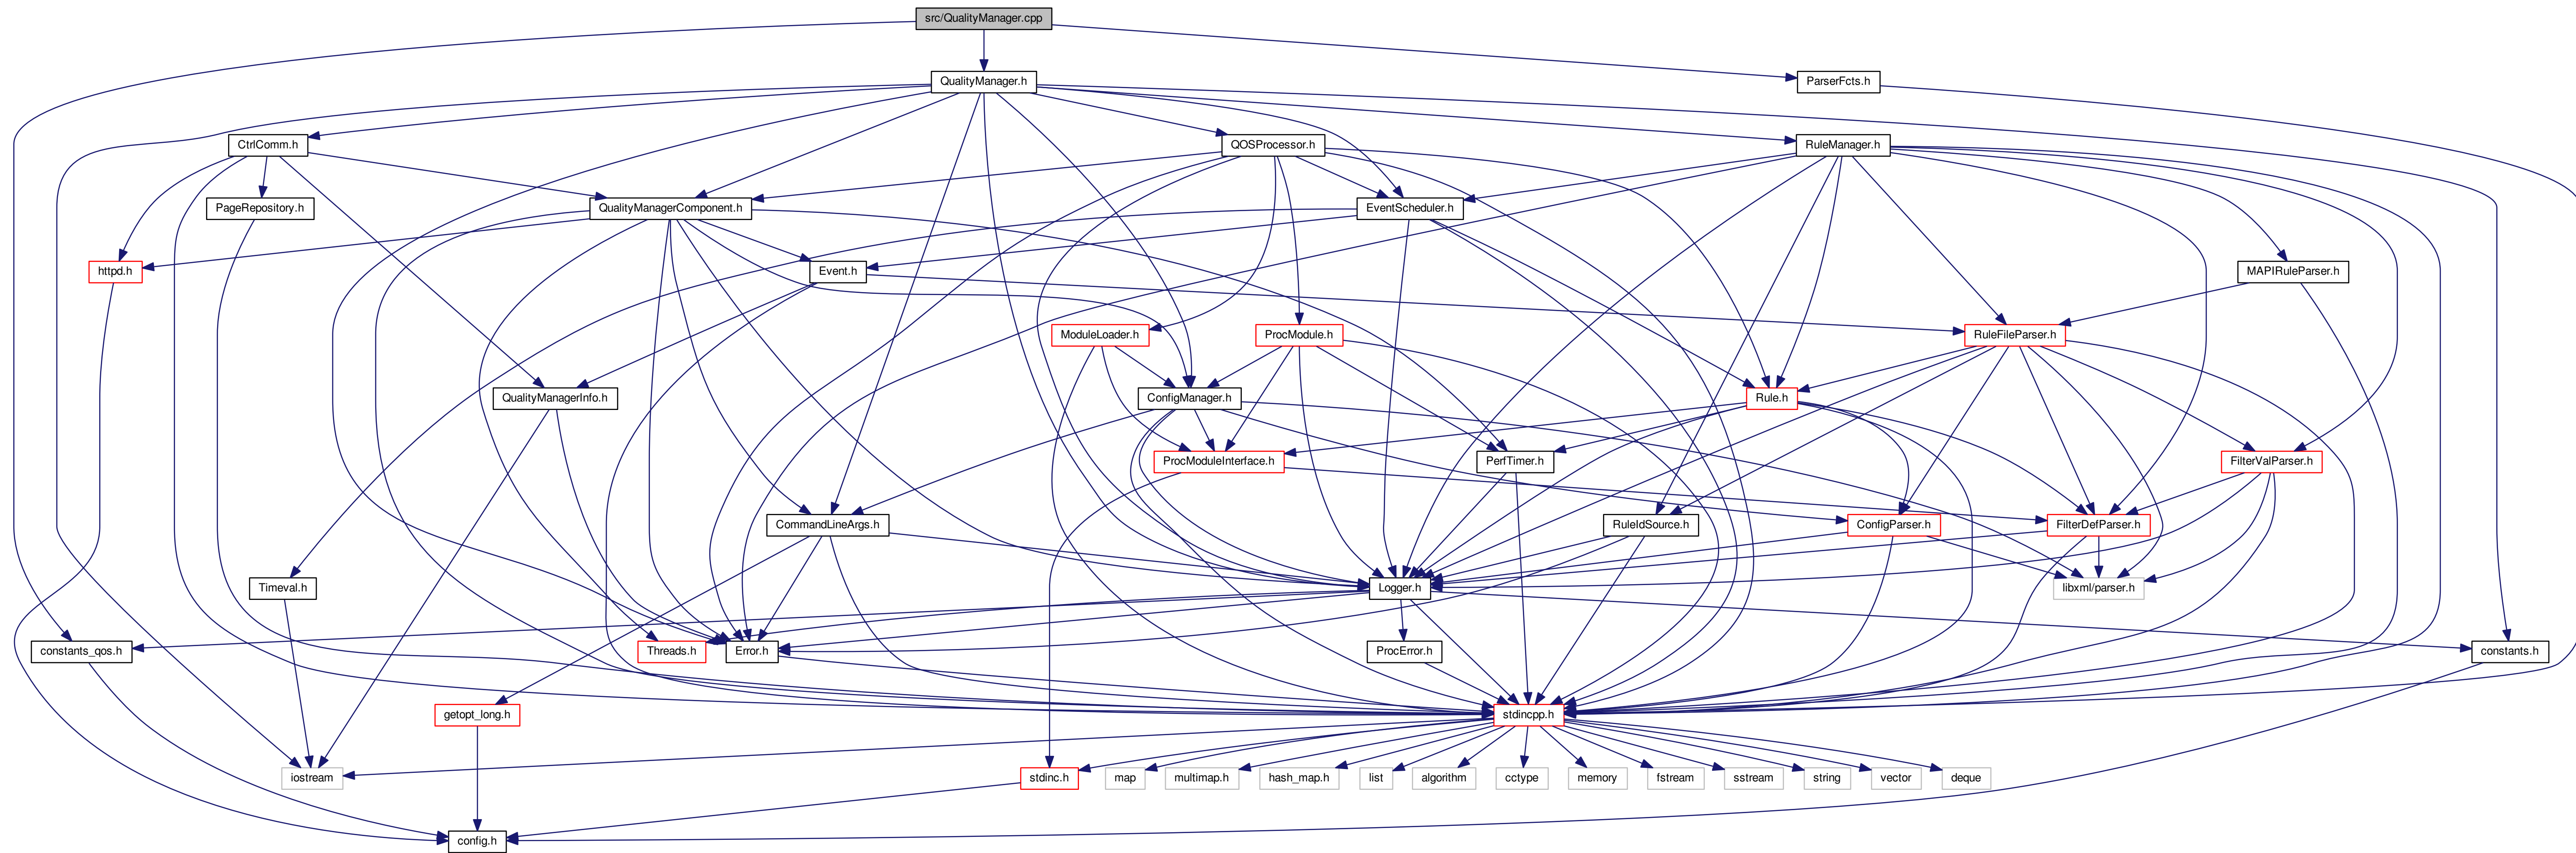 src/QualityManager.cpp
QualityManager.h
ParserFcts.h
CtrlComm.h
QOSProcessor.h
RuleManager.h
PageRepository.h
QualityManagerComponent.h
EventScheduler.h
httpd.h
Event.h
MAPIRuleParser.h
ModuleLoader.h
ProcModule.h
RuleFileParser.h
QualityManagerInfo.h
ConfigManager.h
Rule.h
ProcModuleInterface.h
PerfTimer.h
FilterValParser.h
CommandLineArgs.h
RuleIdSource.h
ConfigParser.h
FilterDefParser.h
Timeval.h
Logger.h
libxml/parser.h
constants_qos.h
Threads.h
Error.h
ProcError.h
constants.h
getopt_long.h
stdincpp.h
iostream
stdinc.h
map
multimap.h
hash_map.h
list
algorithm
cctype
memory
fstream
sstream
string
vector
deque
config.h